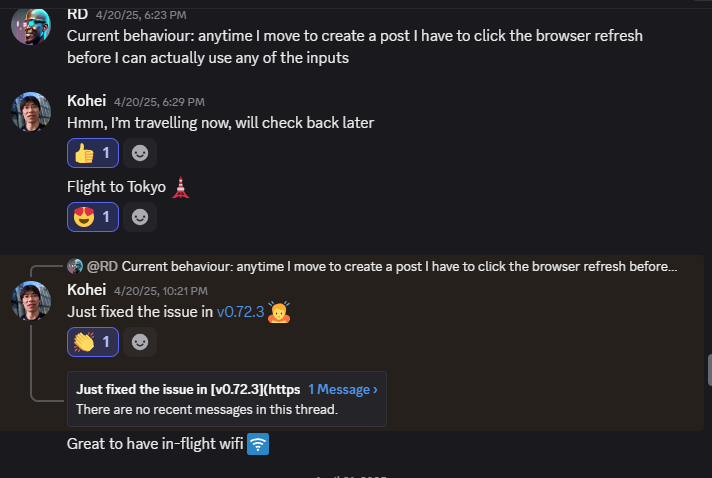 RD 4/20/25, 6:23 PM
Current behaviour: anytime I move to create a post I have to click the browser refresh
before I can actually use any of the inputs
Kohei 4/20/25, 6:29 PM
Hmm, I'm travelling now, will check back later
1
Flight to Tokyo
1
@RD Current behaviour: anytime I move to create a post I have to click the browser refresh before...
Kohei 4/20/25, 10:21 PM
Just fixed the issue in v0.72.3
1
Just fixed the issue in [v0.72.3](https 1 Message ›
There are no recent messages in this thread.
Great to have in-flight wifi